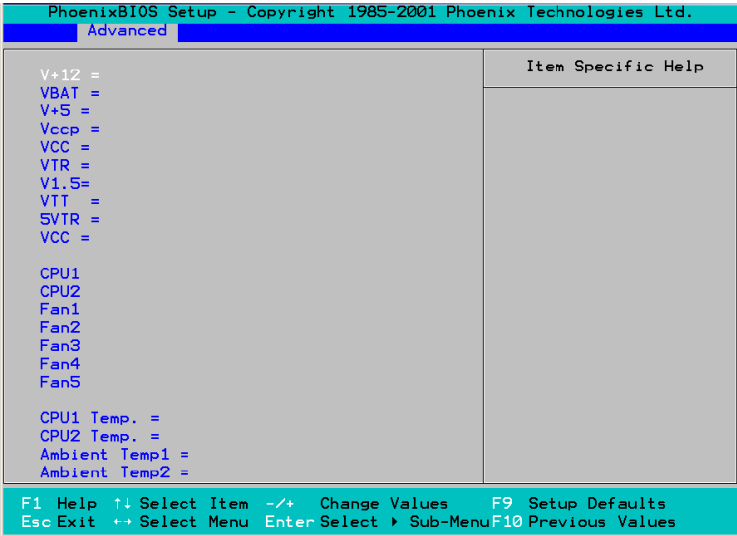 PhoenixBIOS Setup - Copyright 1985-2001 Phoenix Technologies Ltd.
Advanced
Item Specific Help
V+12 =
VBAT =
V+5 =
Vccp =
VCC =
VTR =
V1.5=
VTT =
5VTR =
VCC =
CPU1
CPU2
Fan1
Fan2
Fan3
Fan4
Fan5
CPU1 Temp. =
CPU2 Temp. =
Ambient Temp1 =
Ambient Temp2 =
F1 Help ↑↓ Select Item -/+ Change Values F9 Setup Defaults
Esc Exit ←→ Select Menu Enter Select ▸ Sub-Menu F10 Previous Values